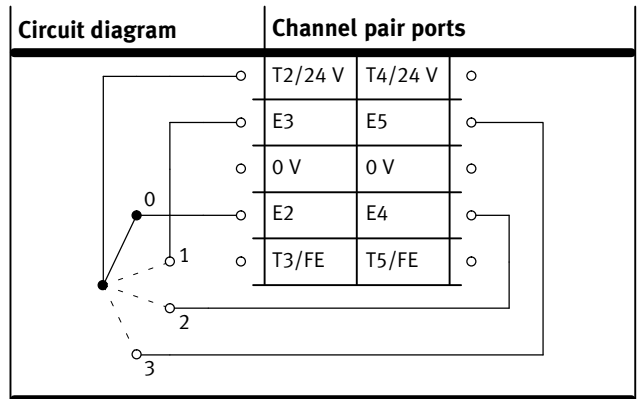 Circuit diagram Channel pair ports
T2/24 V T4/24 V
E3 E5
0 V 0 V
0
E2 E4
1
T3/FE T5/FE
2
3